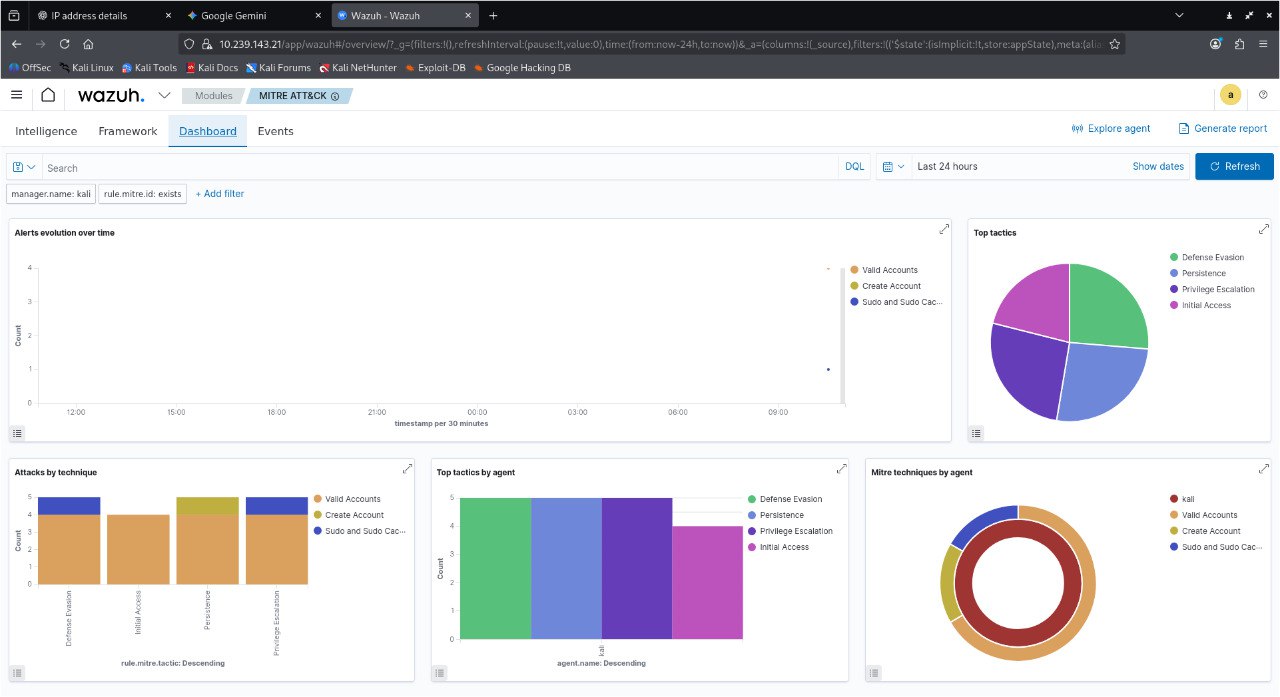 IP address details
Google Gemini
Wazuh - Wazuh
10.239.143.21/app/wazuh#/overview/?_g=(filters:!(),refreshInterval:(pause:!t,value:0),time:(from:now-24h,to:now))&_a=(columns:!(_source),filters:!(('$state':(isImplicit:!t,store:appState),meta:(alia
OffSec Kali Linux Kali Tools Kali Docs Kali Forums Kali NetHunter Exploit-DB Google Hacking DB
wazuh. Modules MITRE ATT&CK a
Intelligence Framework Dashboard Events Explore agent Generate report
Search DQL Last 24 hours Show dates Refresh
manager.name: kali rule.mitre.id: exists + Add filter
Alerts evolution over time
4
3
2
1
0
Count
12:00 15:00 18:00 21:00 00:00 03:00 06:00 09:00
timestamp per 30 minutes
Valid Accounts
Create Account
Sudo and Sudo Cac...
Top tactics
Defense Evasion
Persistence
Privilege Escalation
Initial Access
Attacks by technique
5
4
3
2
1
0
Count
Defense Evasion
Initial Access
Persistence
Privilege Escalation
rule.mitre.tactic: Descending
Valid Accounts
Create Account
Sudo and Sudo Cac...
Top tactics by agent
5
4
3
2
1
0
Count
kali
agent.name: Descending
Defense Evasion
Persistence
Privilege Escalation
Initial Access
Mitre techniques by agent
kali
Valid Accounts
Create Account
Sudo and Sudo Cac...